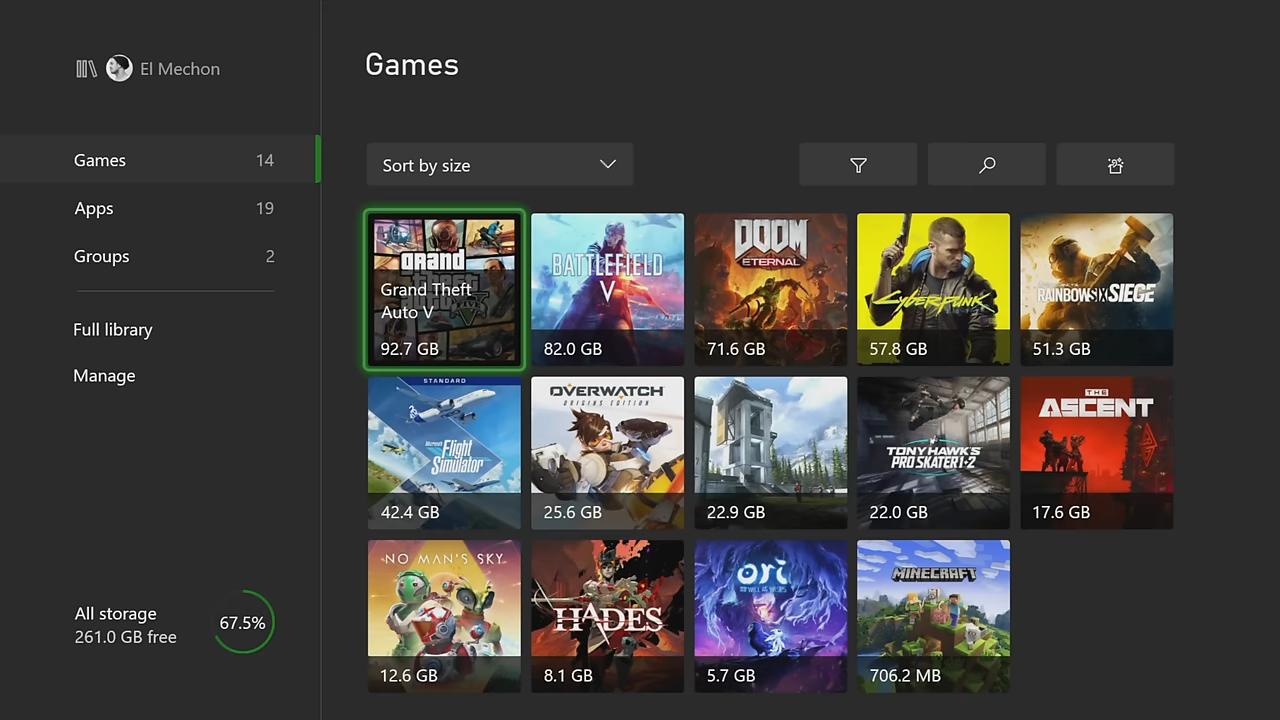 El Mechon
Games
Games 14
Apps 19
Groups 2
Full library
Manage
All storage
261.0 GB free
67.5%
Sort by size
grand
theft
Grand Theft
Auto V
92.7 GB
BATTLEFIELD
V
82.0 GB
DOOM
ETERNAL
71.6 GB
Cyberpunk
57.8 GB
RAINBOWSIX SIEGE
51.3 GB
STANDARD
Microsoft
Flight
Simulator
42.4 GB
OVERWATCH
ORIGINS EDITION
25.6 GB
22.9 GB
TONY HAWK'S
PRO SKATER 1+2
22.0 GB
THE
ASCENT
17.6 GB
NO MAN'S SKY
12.6 GB
HADES
8.1 GB
ori
5.7 GB
MINECRAFT
706.2 MB